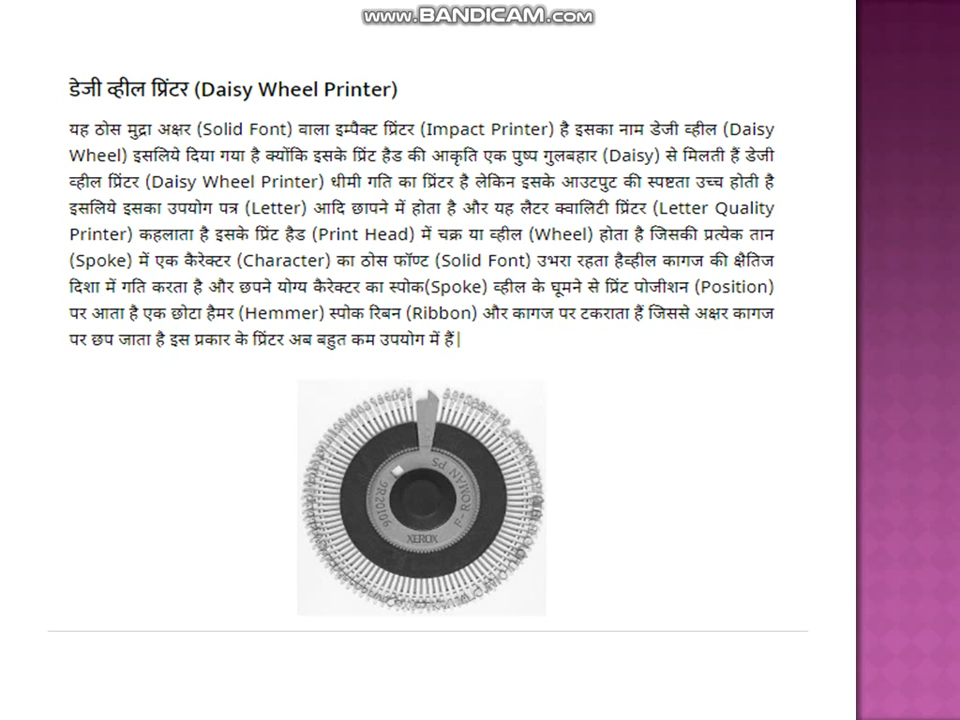 www.BANDICAM.com
डेजी व्हील प्रिंटर (Daisy Wheel Printer)
यह ठोस मुद्रा अक्षर (Solid Font) वाला इम्पैक्ट प्रिंटर (Impact Printer) है इसका नाम डेजी व्हील (Daisy
Wheel) इसलिये दिया गया है क्योंकि इसके प्रिंट हैड की आकृति एक पुष्प गुलबहार (Daisy) से मिलती हैं डेजी
व्हील प्रिंटर (Daisy Wheel Printer) धीमी गति का प्रिंटर है लेकिन इसके आउटपुट की स्पष्टता उच्च होती है
इसलिये इसका उपयोग पत्र (Letter) आदि छापने में होता है और यह लैटर क्वालिटी प्रिंटर (Letter Quality
Printer) कहलाता है इसके प्रिंट हैड (Print Head) में चक्र या व्हील (Wheel) होता है जिसकी प्रत्येक तान
(Spoke) में एक कैरेक्टर (Character) का ठोस फॉण्ट (Solid Font) उभरा रहता हैव्हील कागज की क्षैतिज
दिशा में गति करता है और छपने योग्य कैरेक्टर का स्पोक(Spoke) व्हील के घूमने से प्रिंट पोजीशन (Position)
पर आता है एक छोटा हैमर (Hemmer) स्पोक रिबन (Ribbon) और कागज पर टकराता हैं जिससे अक्षर कागज
पर छप जाता है इस प्रकार के प्रिंटर अब बहुत कम उपयोग में हैं|
P-ROMAN PS
9R20190
XEROX